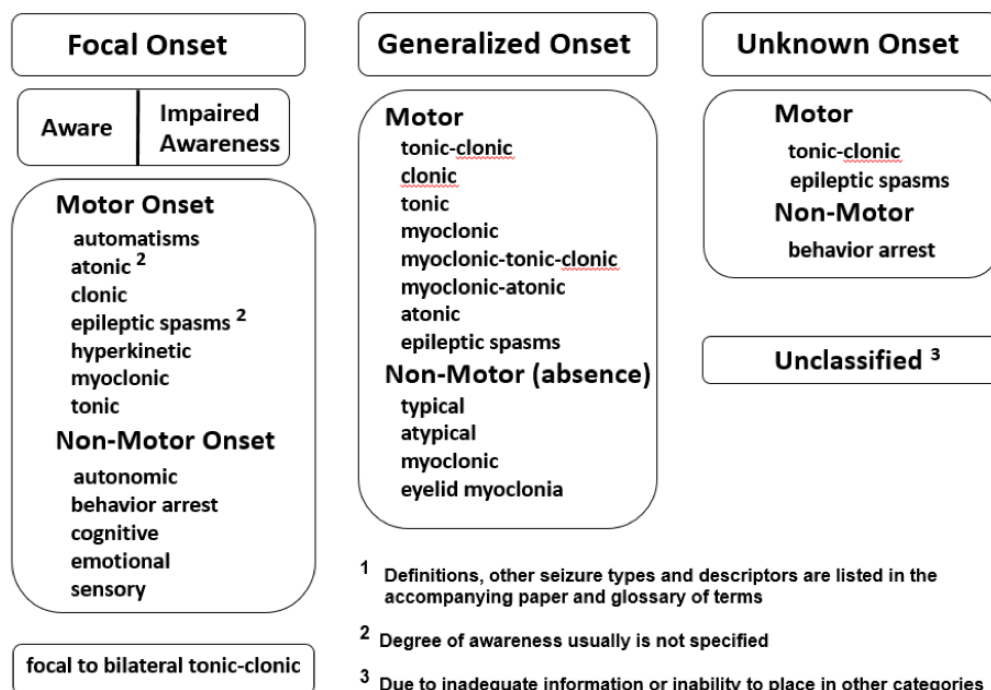 Focal Onset
Aware
Impaired
Awareness
Motor Onset
automatisms
atonic 2
clonic
epileptic spasms 2
hyperkinetic
myoclonic
tonic
Non-Motor Onset
autonomic
behavior arrest
cognitive
emotional
sensory
focal to bilateral tonic-clonic
Generalized Onset
Motor
tonic-clonic
clonic
tonic
myoclonic
myoclonic-tonic-clonic
myoclonic-atonic
atonic
epileptic spasms
Non-Motor (absence)
typical
atypical
myoclonic
eyelid myoclonia
Unknown Onset
Motor
tonic-clonic
epileptic spasms
Non-Motor
behavior arrest
Unclassified 3
1 Definitions, other seizure types and descriptors are listed in the
accompanying paper and glossary of terms
2 Degree of awareness usually is not specified
3 Due to inadequate information or inability to place in other categories